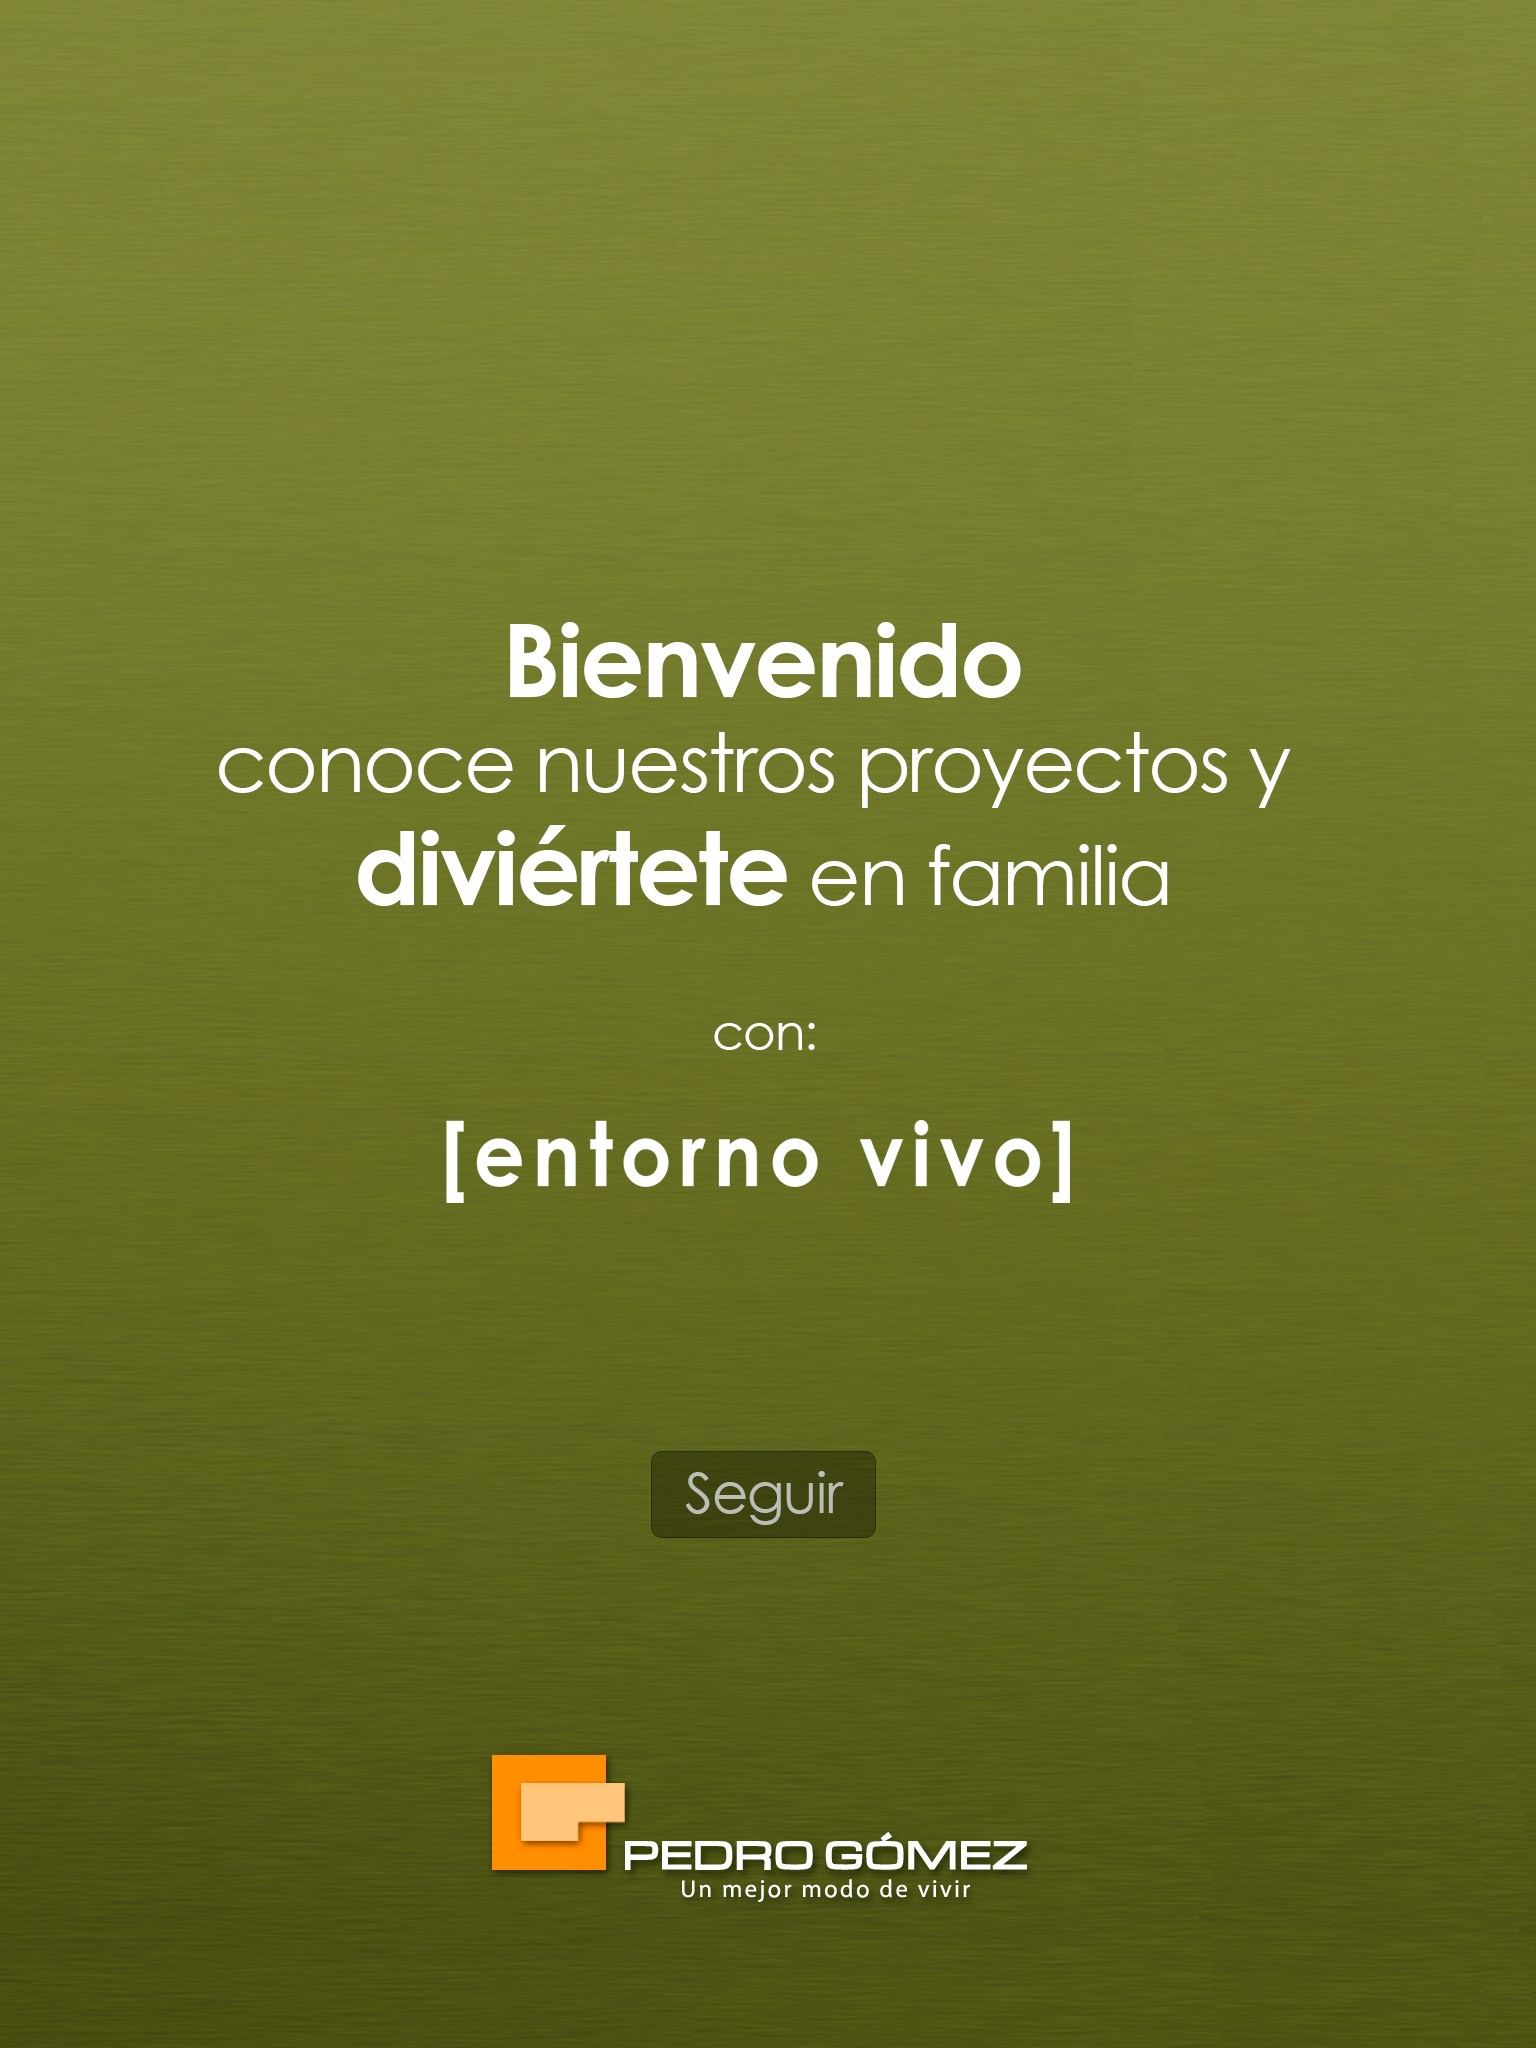 Bienvenido
conoce nuestros proyectos y
diviértete en familia
con:
[entorno vivo]
Seguir
PEDRO GÓMEZ
Un mejor modo de vivir